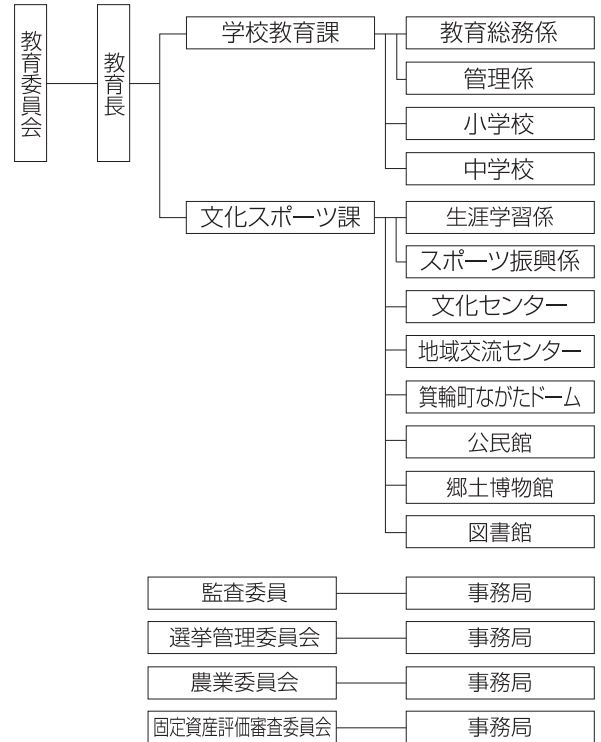 教育委員会
教育長
学校教育課
教育総務係
管理係
小学校
中学校
文化スポーツ課
生涯学習係
スポーツ振興係
文化センター
地域交流センター
箕輪町ながたドーム
公民館
郷土博物館
図書館
監査委員
事務局
選挙管理委員会
事務局
農業委員会
事務局
固定資産評価審査委員会
事務局